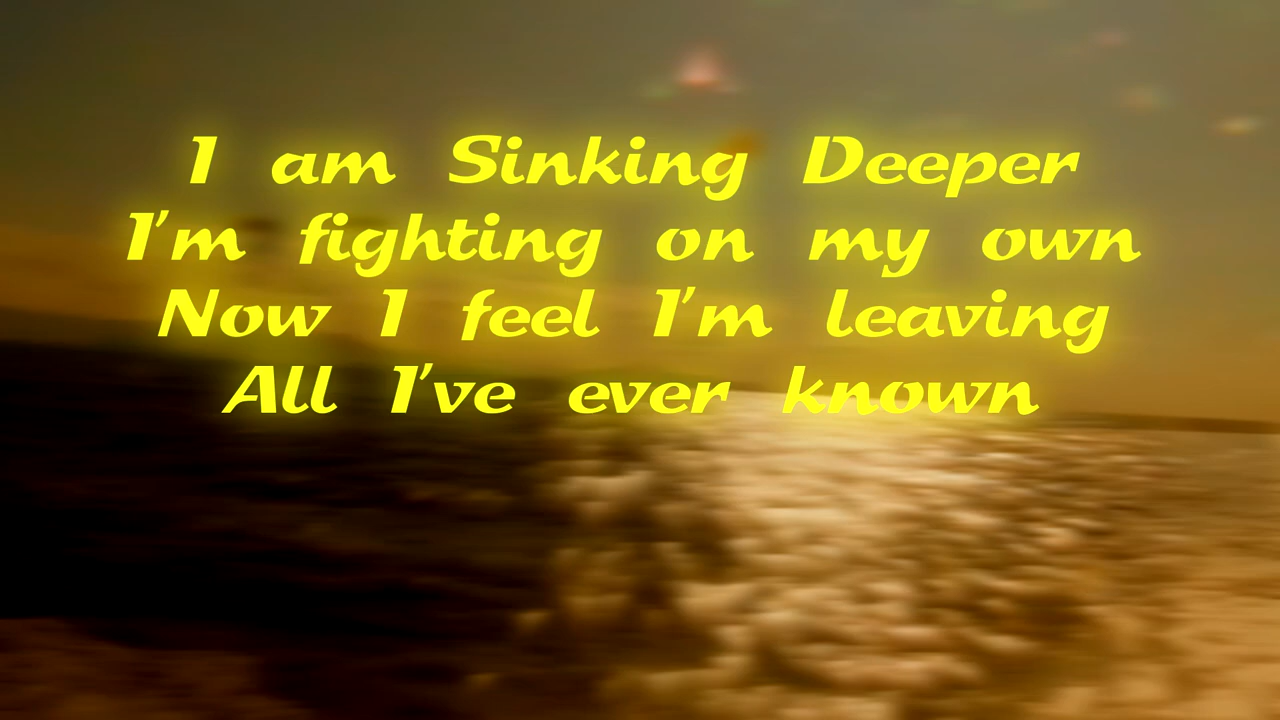 I am Sinking Deeper
I'm fighting on my own
Now I feel I'm leaving
All I've ever known